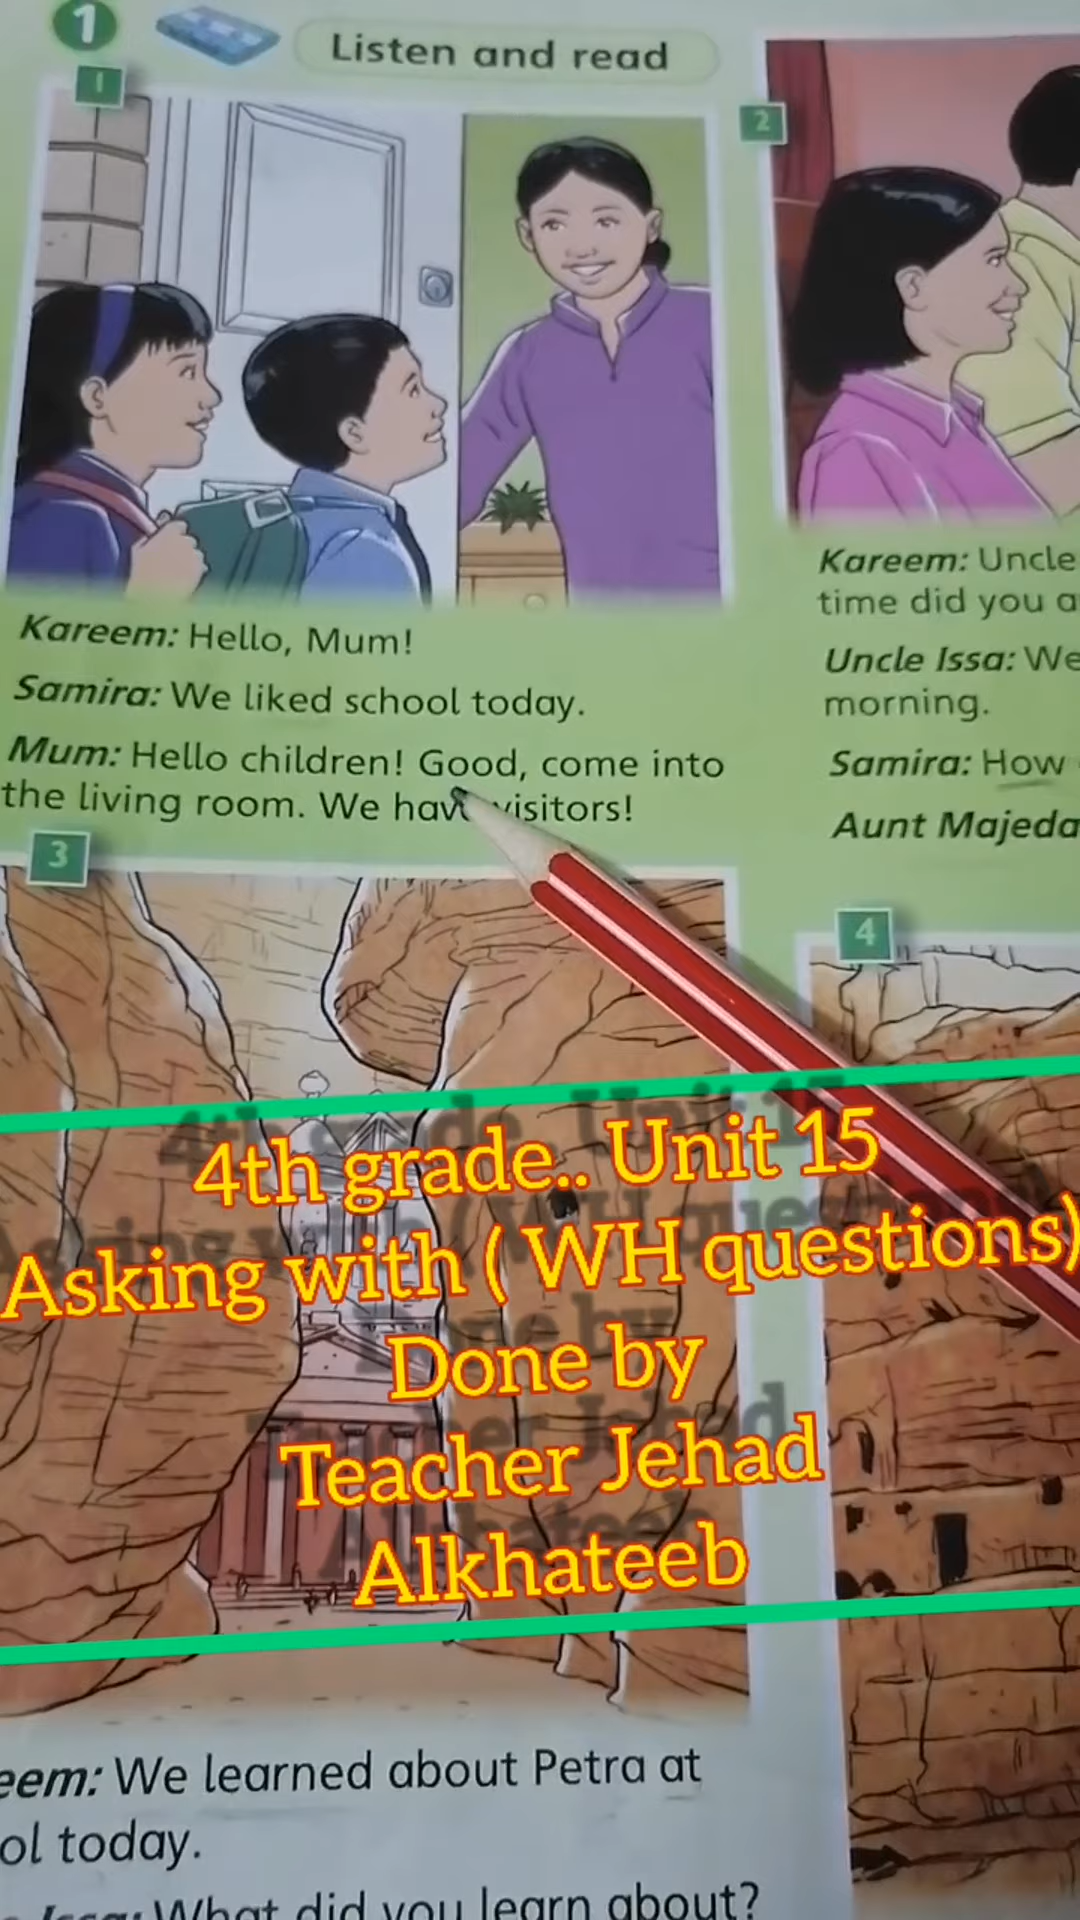 1
Listen and read
1
Kareem: Hello, Mum!
Samira: We liked school today.
Mum: Hello children! Good, come into
the living room. We have visitors!
2
Kareem: Uncle
time did you a
Uncle Issa: We
morning.
Samira: How
Aunt Majeda
3
4
4th grade.. Unit 15
Asking with ( WH questions)
Done by
Teacher Jehad
Alkhateeb
eem: We learned about Petra at
ol today.
What did you learn about?